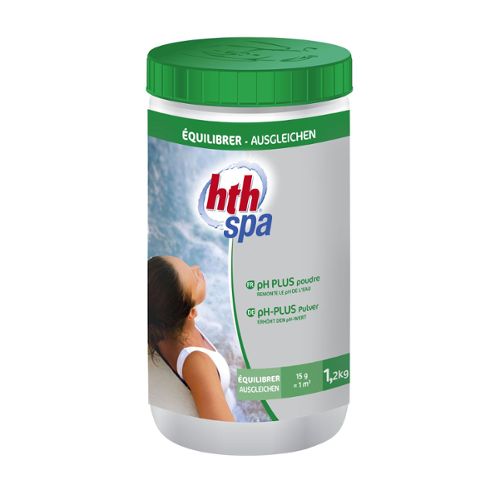 ÉQUILIBRER - AUSGLEICHEN
hth
spa
FR pH PLUS poudre
REMONTE LE pH DE L'EAU
DE pH-PLUS Pulver
ERHÖHT DEN pH-WERT
ÉQUILIBRER
AUSGLEICHEN
15 g
= 1 m³
1,2kg